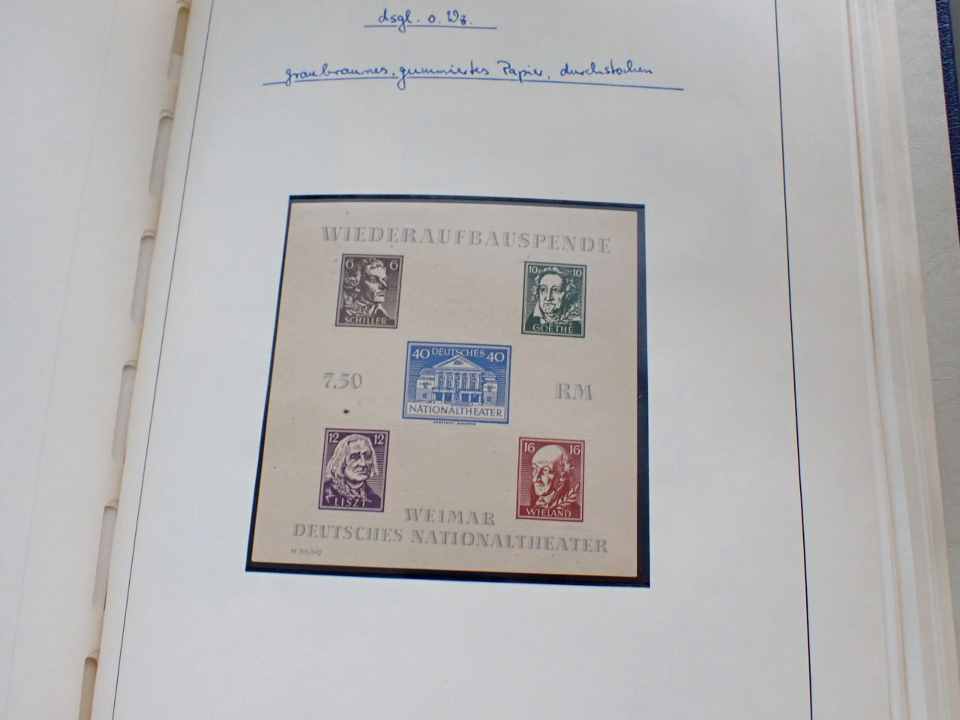 dsgl. o. Wz.
graubraunes, gummiertes Papier, durchstochen
WIEDERAUFBAUSPENDE
6 6
SCHILLER
10 10
GOETHE
40 DEUTSCHES 40
NATIONALTHEATER
7.50 RM
12 12
LISZT
16 16
WIELAND
WEIMAR
DEUTSCHES NATIONALTHEATER